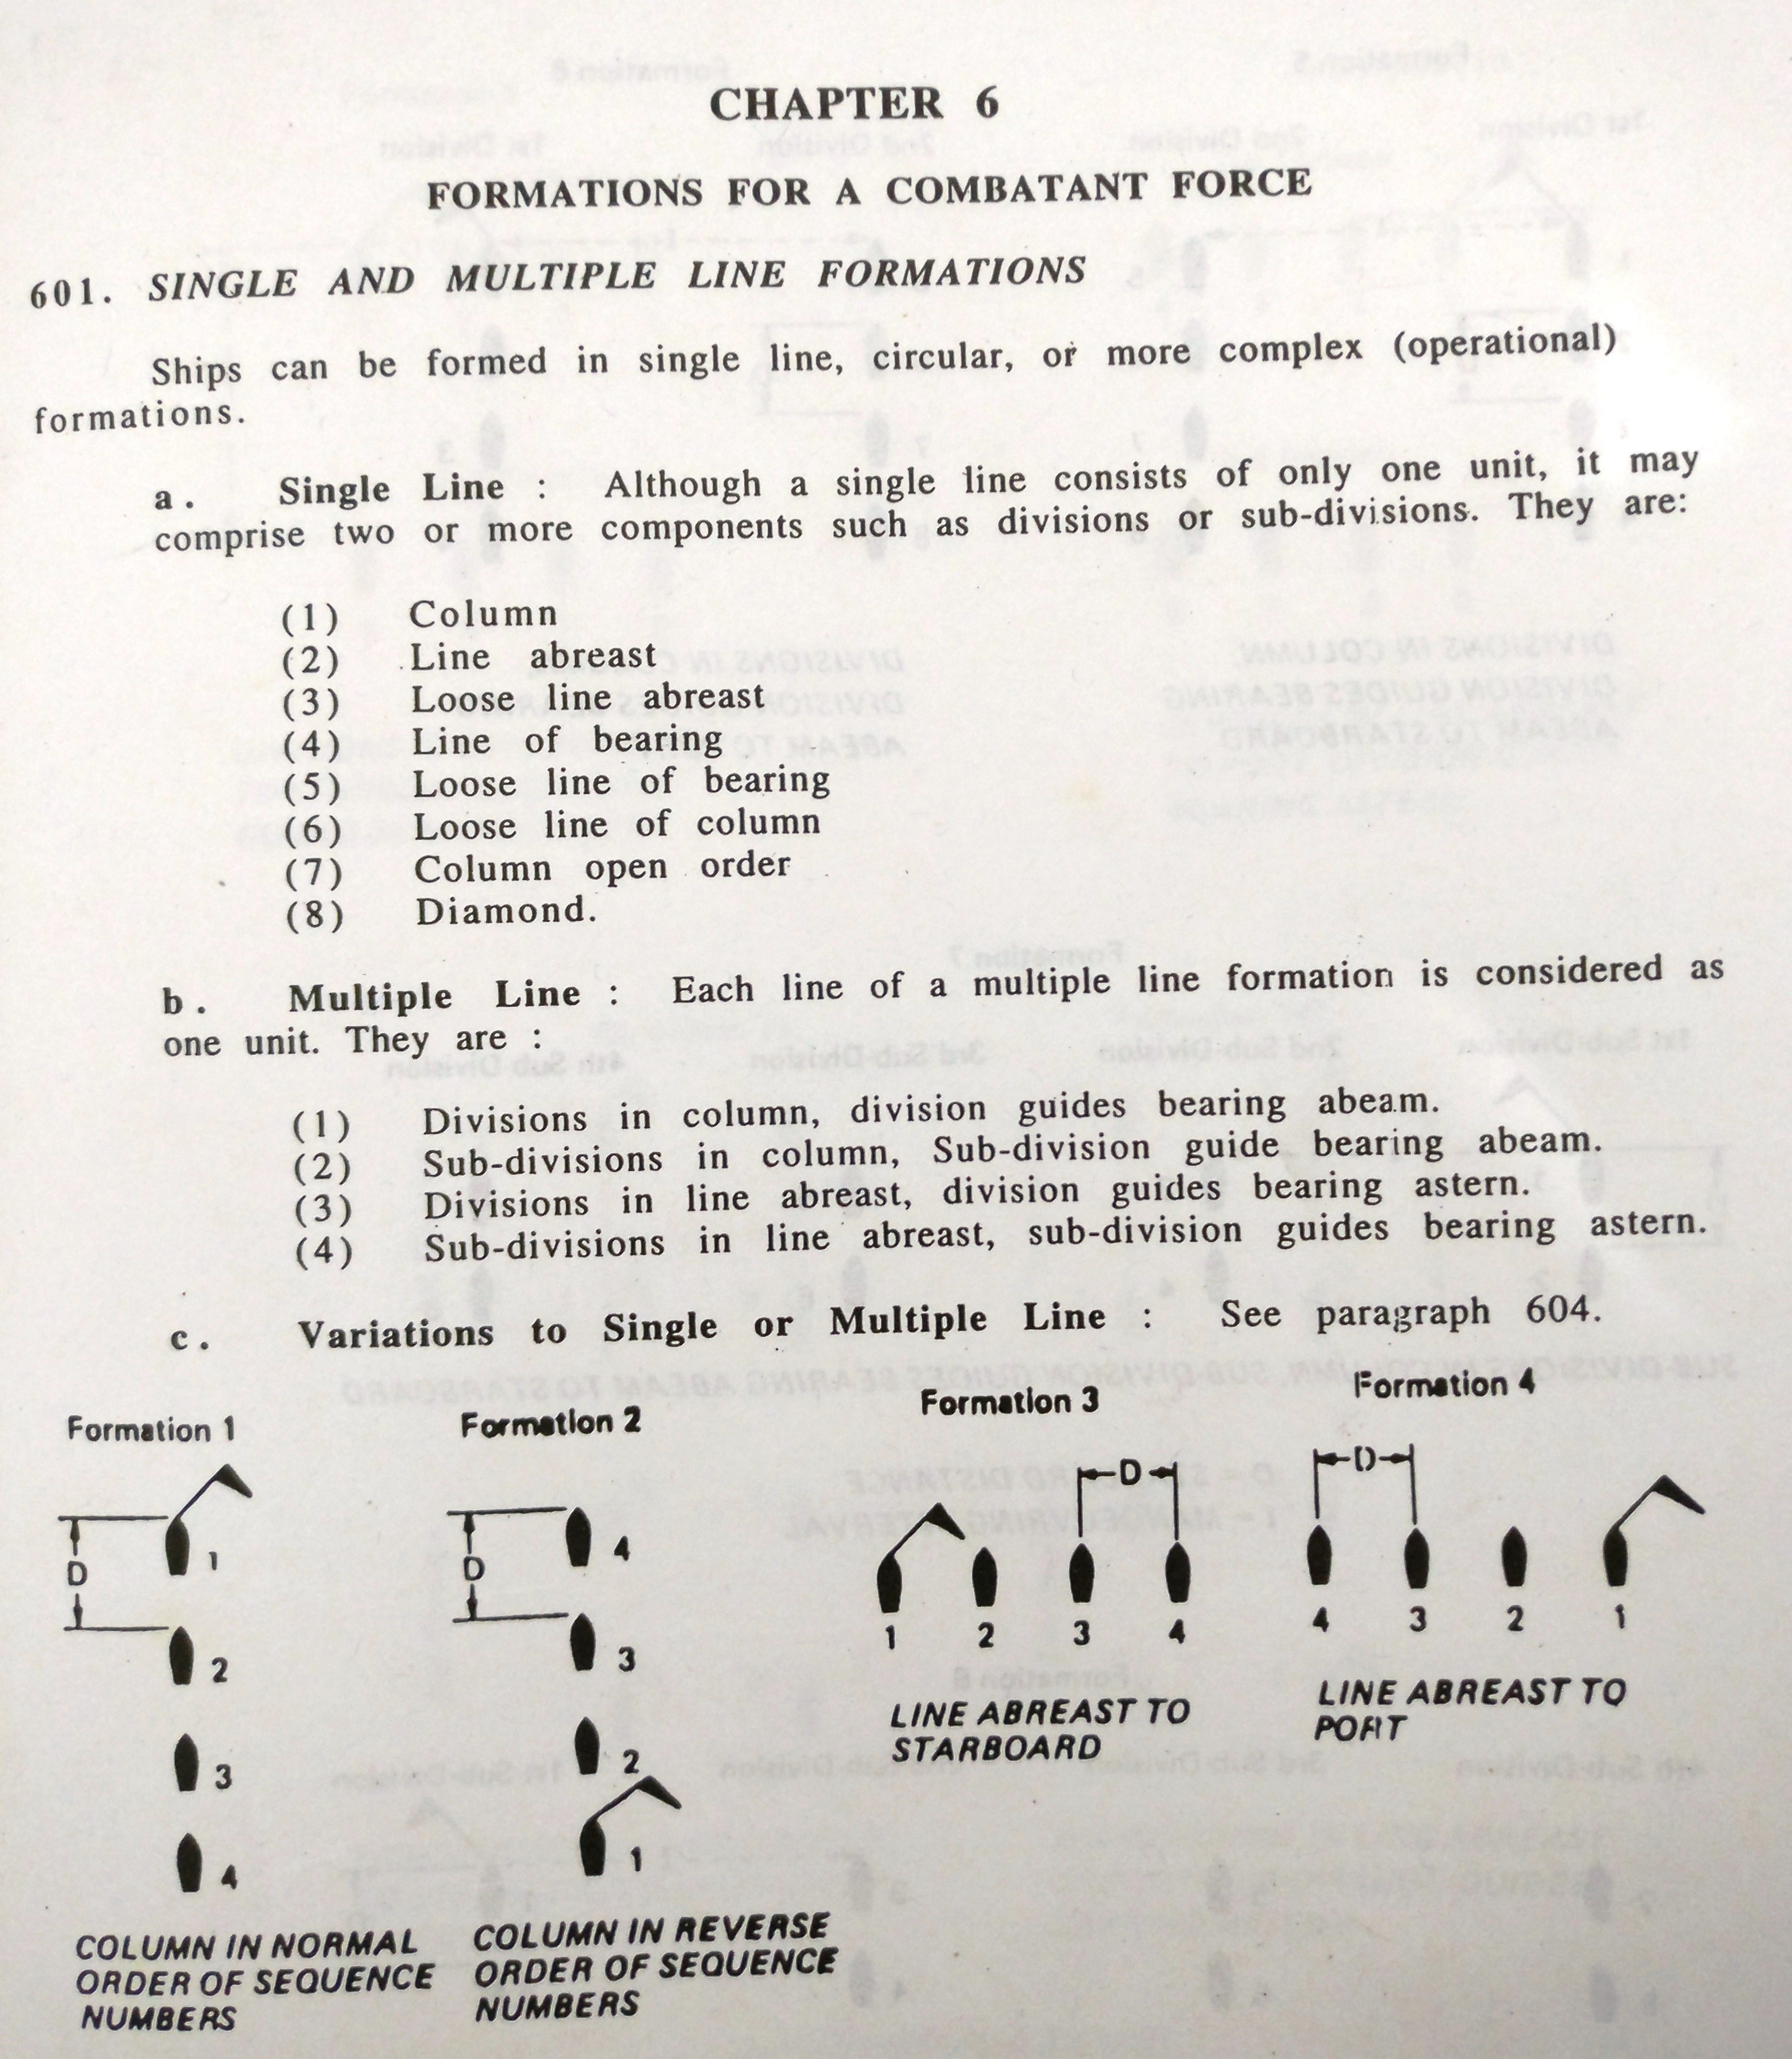 CHAPTER 6
FORMATIONS FOR A COMBATANT FORCE
601. SINGLE AND MULTIPLE LINE FORMATIONS
Ships can be formed in single line, circular, or more complex (operational)
formations.
a. Single Line : Although a single line consists of only one unit, it may
comprise two or more components such as divisions or sub-divisions. They are:
(1) Column
(2) Line abreast
(3) Loose line abreast
(4) Line of bearing
(5) Loose line of bearing
(6) Loose line of column
(7) Column open order
(8) Diamond.
b. Multiple Line : Each line of a multiple line formation is considered as
one unit. They are :
(1) Divisions in column, division guides bearing abeam.
(2) Sub-divisions in column, Sub-division guide bearing abeam.
(3) Divisions in line abreast, division guides bearing astern.
(4) Sub-divisions in line abreast, sub-division guides bearing astern.
c. Variations to Single or Multiple Line : See paragraph 604.
Formation 1
D
1
2
3
4
COLUMN IN NORMAL
ORDER OF SEQUENCE
NUMBERS
Formation 2
D
4
3
2
1
COLUMN IN REVERSE
ORDER OF SEQUENCE
NUMBERS
Formation 3
D
1 2 3 4
LINE ABREAST TO
STARBOARD
Formation 4
D
4 3 2 1
LINE ABREAST TO
PORT